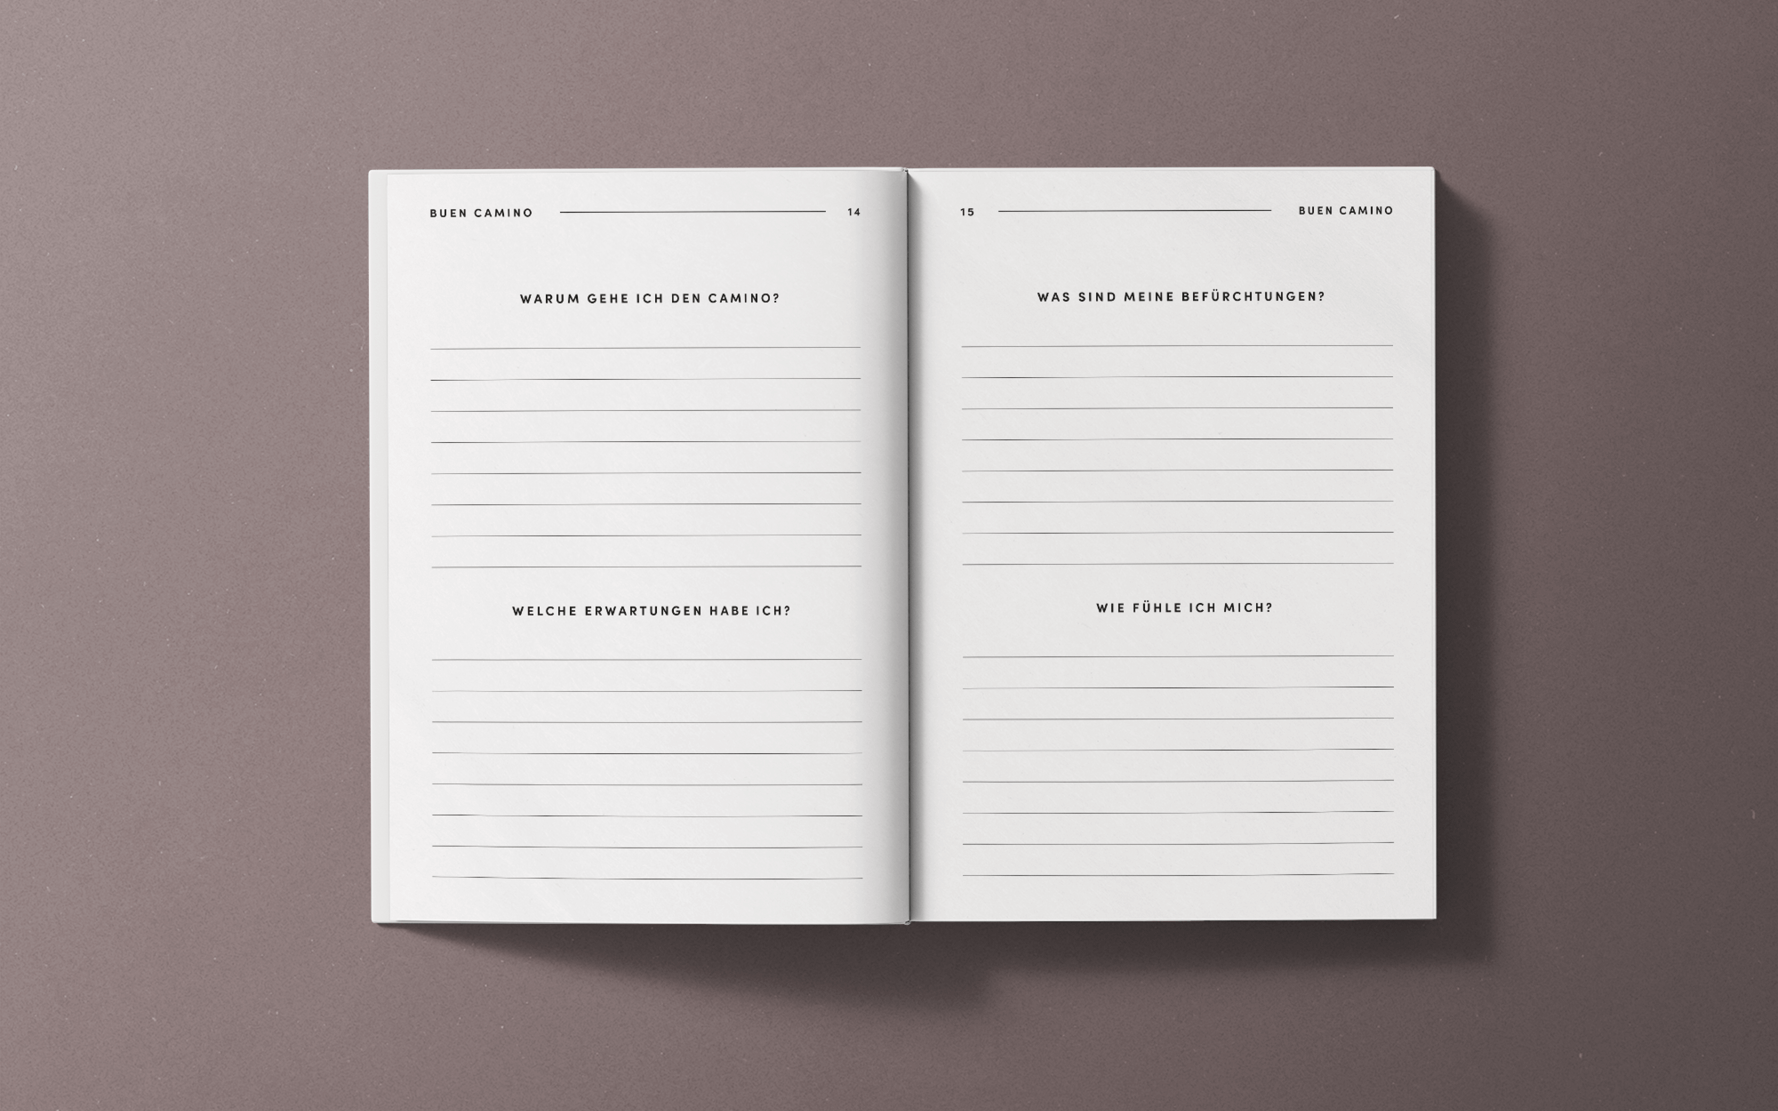 BUEN CAMINO 14
WARUM GEHE ICH DEN CAMINO?
WELCHE ERWARTUNGEN HABE ICH?
15 BUEN CAMINO
WAS SIND MEINE BEFÜRCHTUNGEN?
WIE FÜHLE ICH MICH?